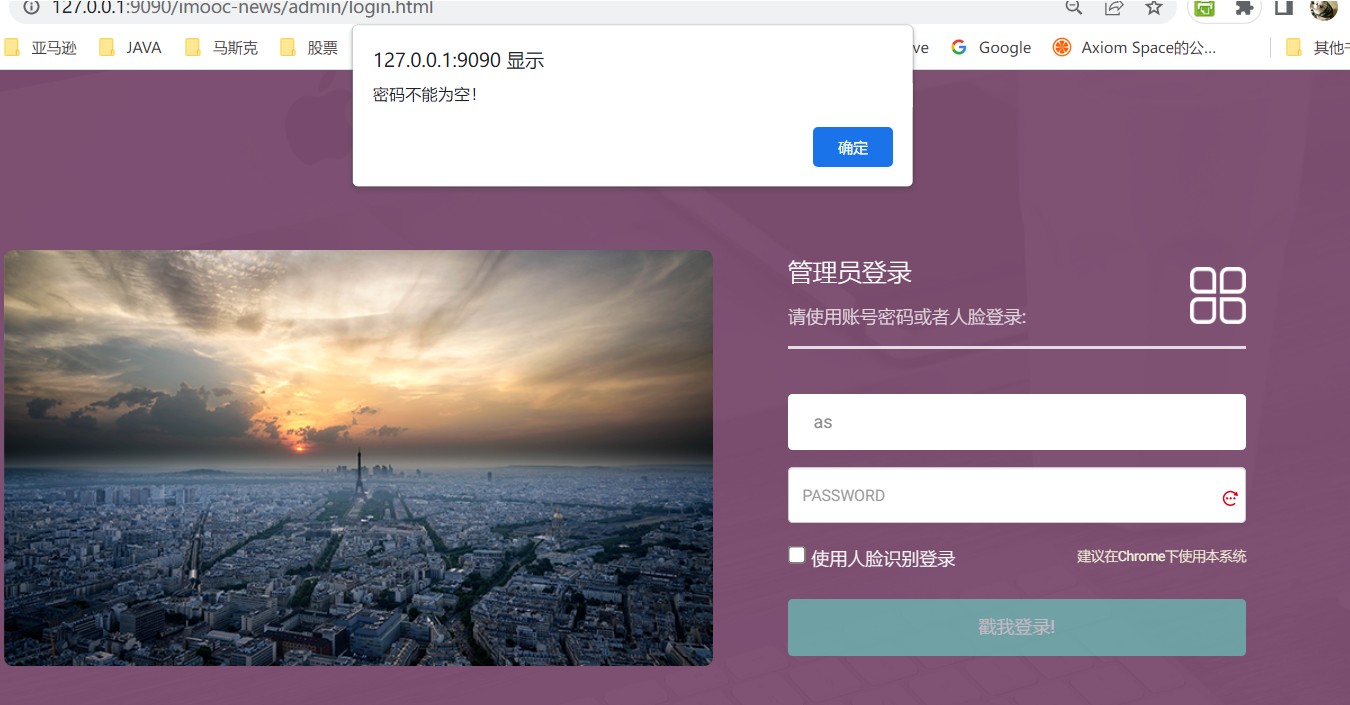 127.0.0.1:9090/imooc-news/admin/login.html
亚马逊 JAVA 马斯克 股票 ve Google Axiom Space的公... 其他
127.0.0.1:9090 显示
密码不能为空!
确定
管理员登录
请使用账号密码或者人脸登录:
as
PASSWORD
使用人脸识别登录 建议在Chrome下使用本系统
戳我登录!